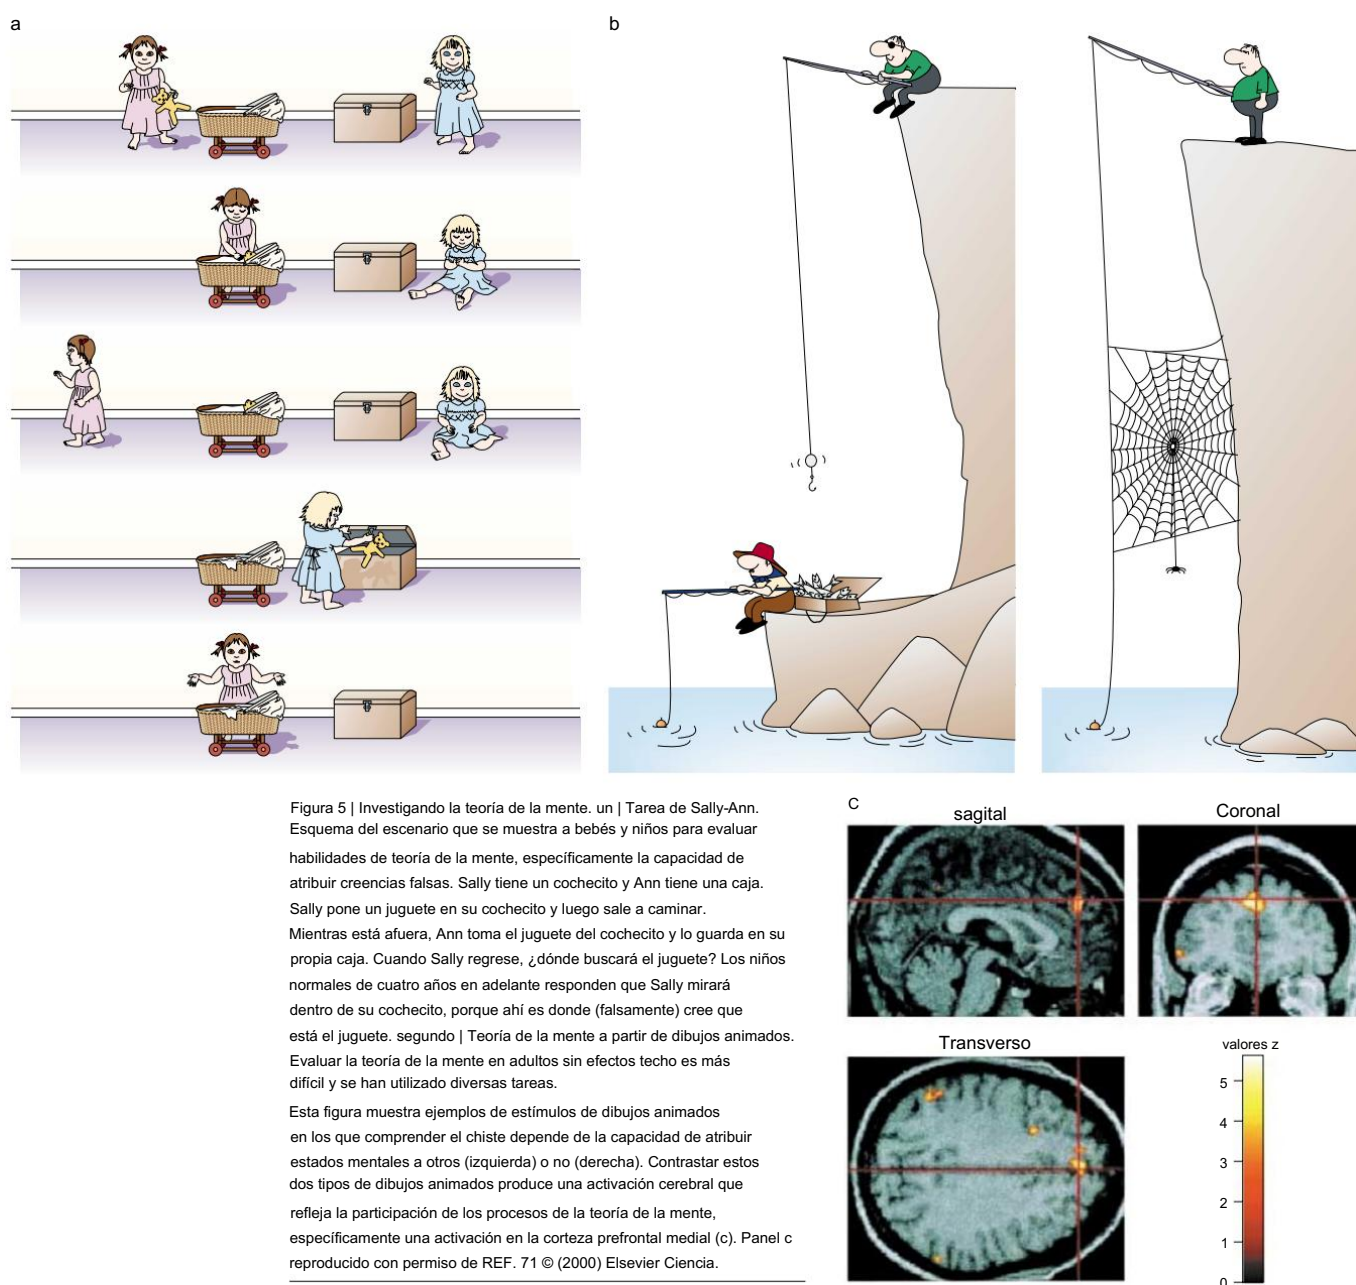 a
b
Figura 5 | Investigando la teoría de la mente. un | Tarea de Sally-Ann.
Esquema del escenario que se muestra a bebés y niños para evaluar
habilidades de teoría de la mente, específicamente la capacidad de
atribuir creencias falsas. Sally tiene un cochecito y Ann tiene una caja.
Sally pone un juguete en su cochecito y luego sale a caminar.
Mientras está afuera, Ann toma el juguete del cochecito y lo guarda en su
propia caja. Cuando Sally regrese, ¿dónde buscará el juguete? Los niños
normales de cuatro años en adelante responden que Sally mirará
dentro de su cochecito, porque ahí es donde (falsamente) cree que
está el juguete. segundo | Teoría de la mente a partir de dibujos animados.
Evaluar la teoría de la mente en adultos sin efectos techo es más
difícil y se han utilizado diversas tareas.
Esta figura muestra ejemplos de estímulos de dibujos animados
en los que comprender el chiste depende de la capacidad de atribuir
estados mentales a otros (izquierda) o no (derecha). Contrastar estos
dos tipos de dibujos animados produce una activación cerebral que
refleja la participación de los procesos de la teoría de la mente,
específicamente una activación en la corteza prefrontal medial (c). Panel c
reproducido con permiso de REF. 71 © (2000) Elsevier Ciencia.
C
sagital
Coronal
Transverso
valores z
5
4
3
2
1
0